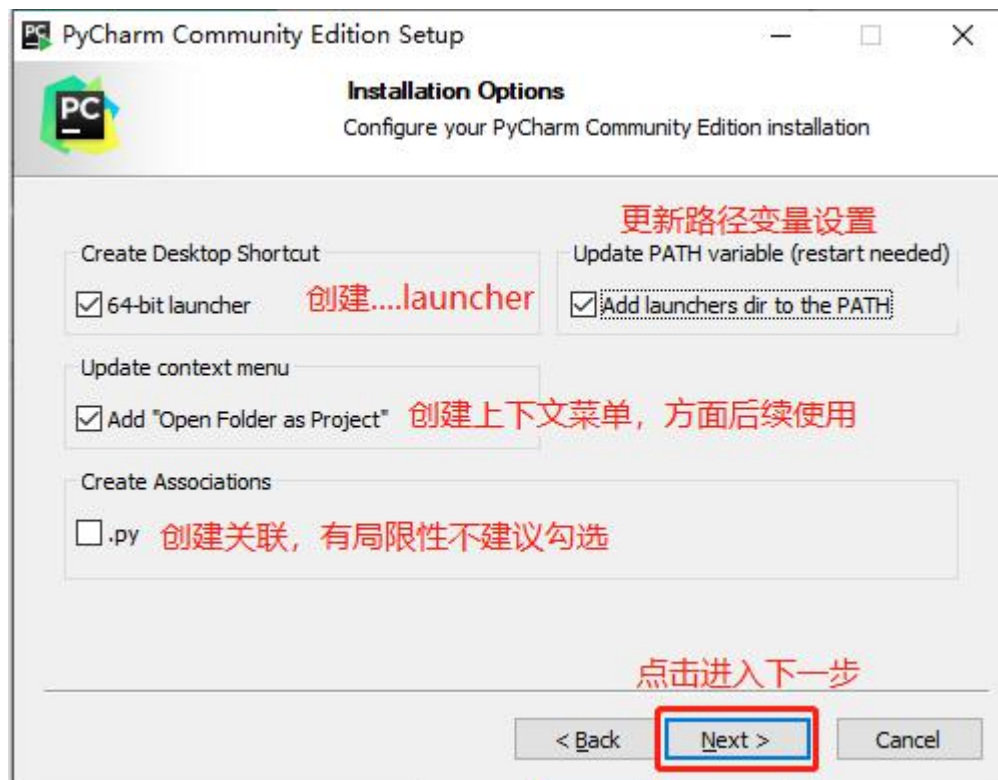 PyCharm Community Edition Setup
PC
Installation Options
Configure your PyCharm Community Edition installation
更新路径变量设置
Create Desktop Shortcut
Update PATH variable (restart needed)
64-bit launcher
创建....launcher
Add launchers dir to the PATH
Update context menu
Add "Open Folder as Project"
创建上下文菜单，方面后续使用
Create Associations
.py
创建关联，有局限性不建议勾选
点击进入下一步
< Back
Next >
Cancel